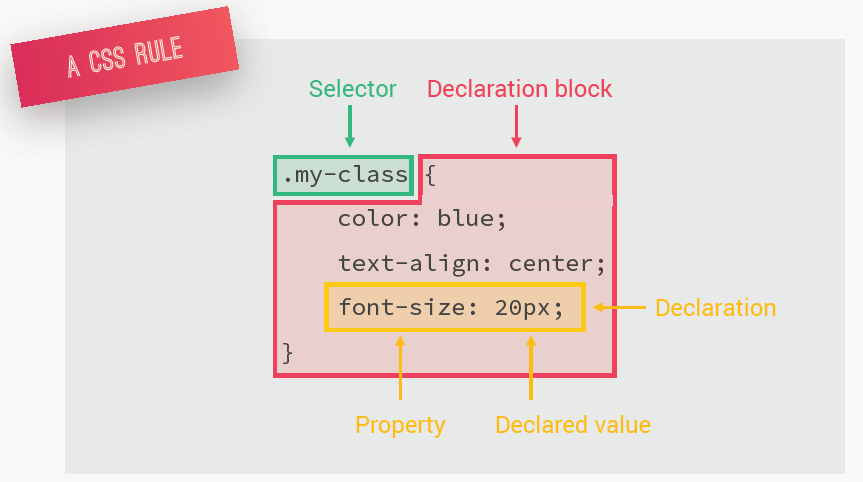 A CSS RULE
Selector Declaration block
.my-class {
color: blue;
text-align: center;
font-size: 20px; Declaration
}
Property Declared value